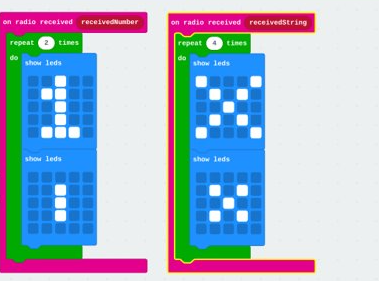 on radio received receivedNumber
repeat 2 times
do
show leds
show leds
on radio received receivedString
repeat 4 times
do
show leds
show leds